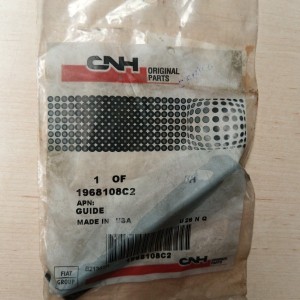 CNH
ORIGINAL
PARTS
1 OF
1968108C2
APN:
GUIDE
MADE IN USA
1968108C2
FIAT
GROUP
CNH